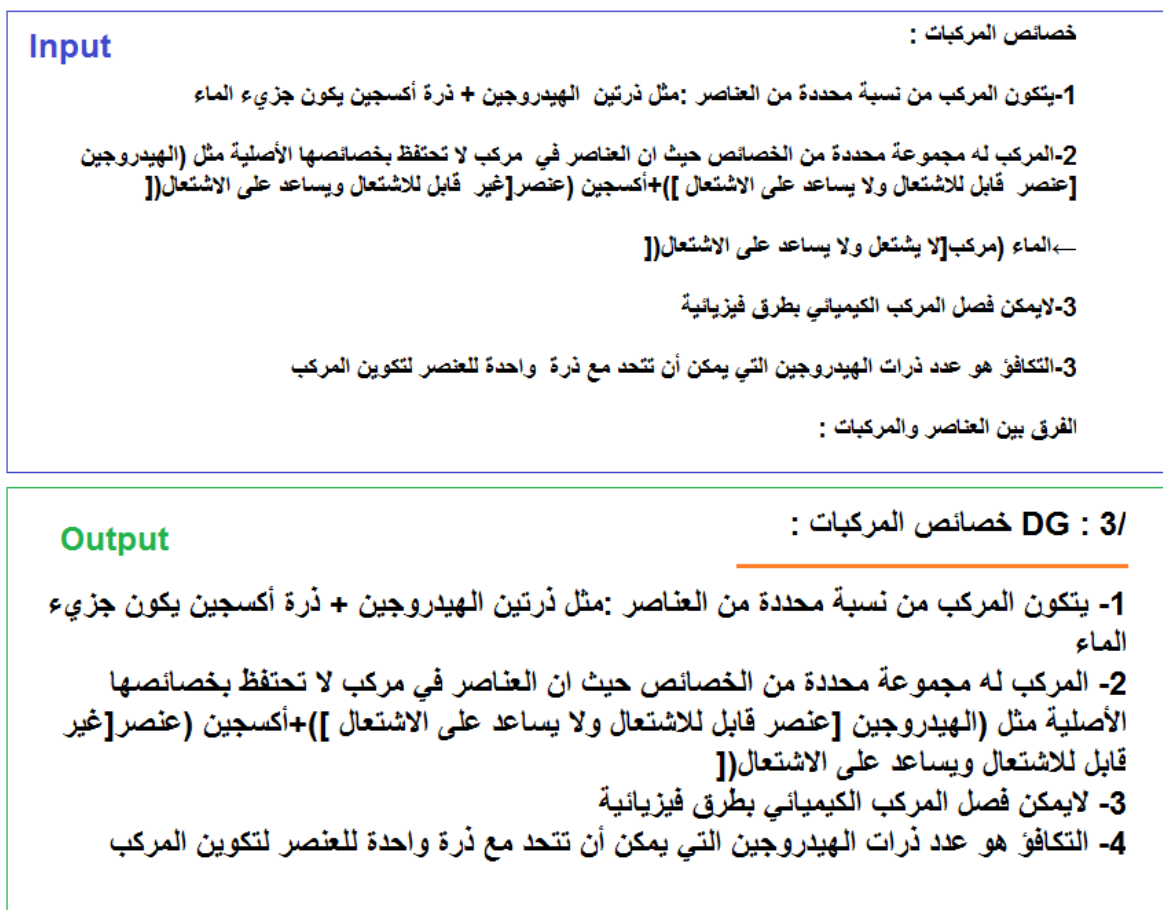 Input
خصائص المركبات :
1-يتكون المركب من نسبة محددة من العناصر :مثل ذرتين الهيدروجين + ذرة أكسجين يكون جزيء الماء
2-المركب له مجموعة محددة من الخصائص حيث ان العناصر في مركب لا تحتفظ بخصائصها الأصلية مثل (الهيدروجين
[عنصر قابل للاشتعال ولا يساعد على الاشتعال ])+أكسجين (عنصر[غير قابل للاشتعال ويساعد على الاشتعال([
←الماء (مركب[لا يشتعل ولا يساعد على الاشتعال([
3-لايمكن فصل المركب الكيميائي بطرق فيزيائية
3-التكافؤ هو عدد ذرات الهيدروجين التي يمكن أن تتحد مع ذرة واحدة للعنصر لتكوين المركب
الفرق بين العناصر والمركبات :
Output
/3 : DG خصائص المركبات :
1- يتكون المركب من نسبة محددة من العناصر :مثل ذرتين الهيدروجين + ذرة أكسجين يكون جزيء
الماء
2- المركب له مجموعة محددة من الخصائص حيث ان العناصر في مركب لا تحتفظ بخصائصها
الأصلية مثل (الهيدروجين [عنصر قابل للاشتعال ولا يساعد على الاشتعال ])+أكسجين (عنصر[غير
قابل للاشتعال ويساعد على الاشتعال([
3- لايمكن فصل المركب الكيميائي بطرق فيزيائية
4- التكافؤ هو عدد ذرات الهيدروجين التي يمكن أن تتحد مع ذرة واحدة للعنصر لتكوين المركب